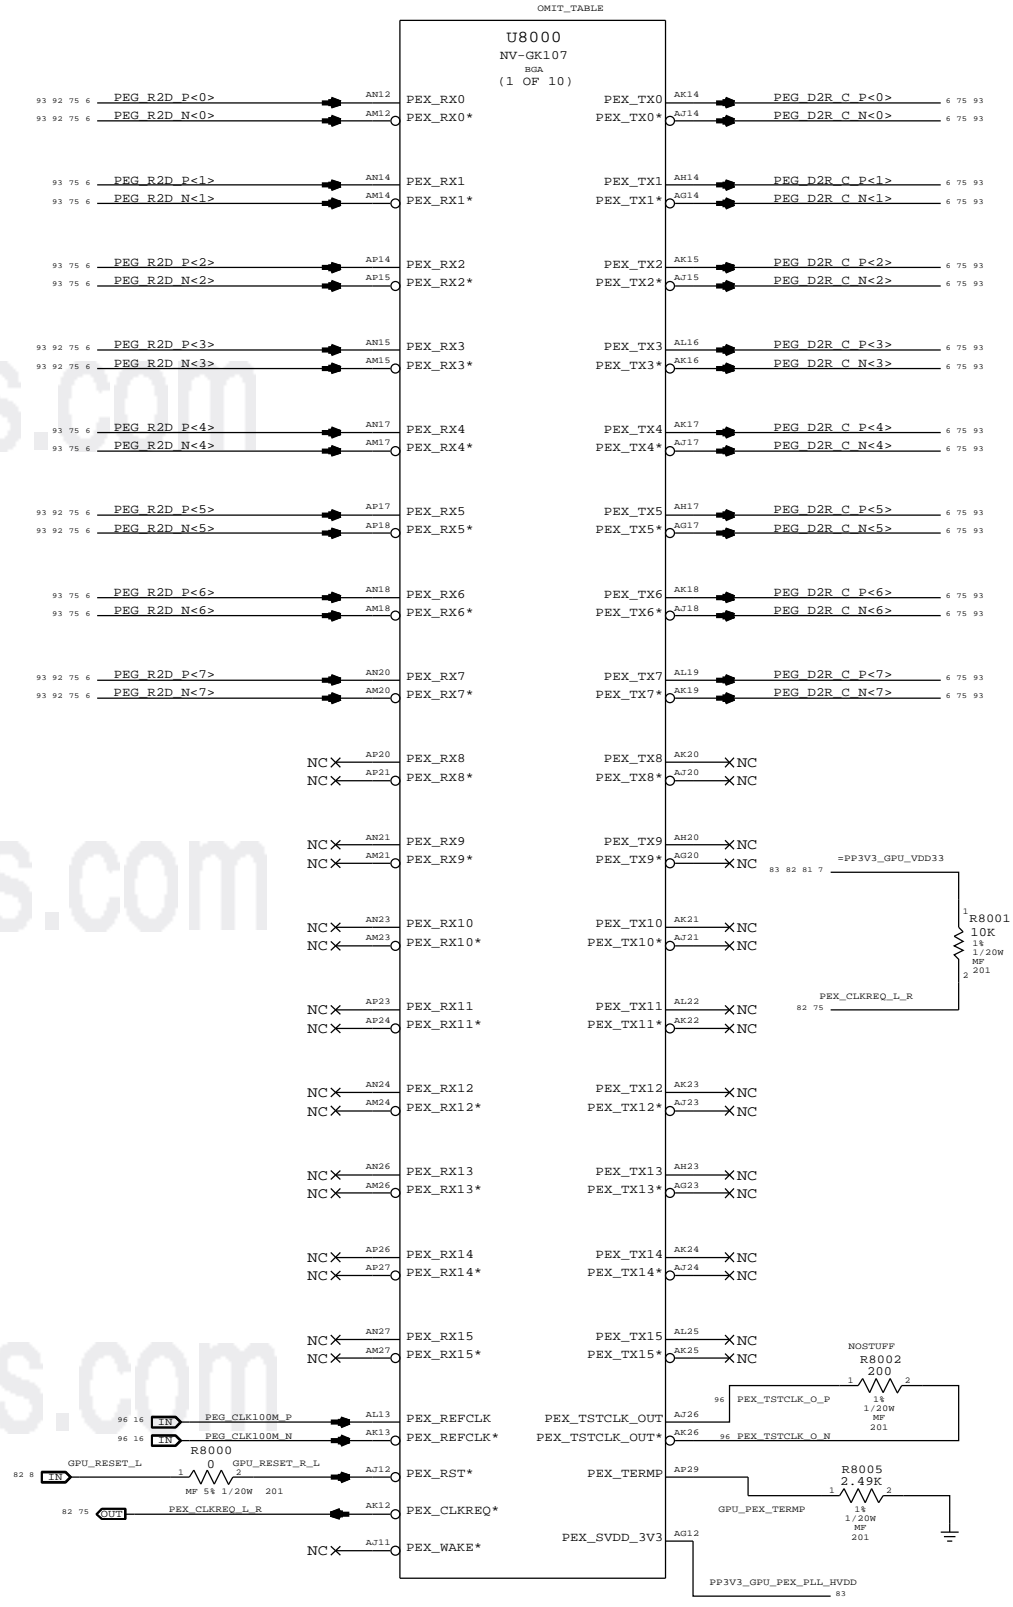 OMIT_TABLE
U8000
NV-GK107
BGA
(1 OF 10)
93 92 75 6 PEG_R2D_P<0> AN12 PEX_RX0 PEX_TX0 AK14 PEG_D2R_C_P<0> 6 75 93
93 92 75 6 PEG_R2D_N<0> AM12 PEX_RX0* PEX_TX0* AJ14 PEG_D2R_C_N<0> 6 75 93
93 75 6 PEG_R2D_P<1> AN14 PEX_RX1 PEX_TX1 AH14 PEG_D2R_C_P<1> 6 75 93
93 75 6 PEG_R2D_N<1> AM14 PEX_RX1* PEX_TX1* AG14 PEG_D2R_C_N<1> 6 75 93
93 75 6 PEG_R2D_P<2> AP14 PEX_RX2 PEX_TX2 AK15 PEG_D2R_C_P<2> 6 75 93
93 75 6 PEG_R2D_N<2> AP15 PEX_RX2* PEX_TX2* AJ15 PEG_D2R_C_N<2> 6 75 93
93 92 75 6 PEG_R2D_P<3> AN15 PEX_RX3 PEX_TX3 AL16 PEG_D2R_C_P<3> 6 75 93
93 92 75 6 PEG_R2D_N<3> AM15 PEX_RX3* PEX_TX3* AK16 PEG_D2R_C_N<3> 6 75 93
s.com
93 75 6 PEG_R2D_P<4> AN17 PEX_RX4 PEX_TX4 AK17 PEG_D2R_C_P<4> 6 75 93
93 75 6 PEG_R2D_N<4> AM17 PEX_RX4* PEX_TX4* AJ17 PEG_D2R_C_N<4> 6 75 93
93 92 75 6 PEG_R2D_P<5> AP17 PEX_RX5 PEX_TX5 AH17 PEG_D2R_C_P<5> 6 75 93
93 92 75 6 PEG_R2D_N<5> AP18 PEX_RX5* PEX_TX5* AG17 PEG_D2R_C_N<5> 6 75 93
93 75 6 PEG_R2D_P<6> AN18 PEX_RX6 PEX_TX6 AK18 PEG_D2R_C_P<6> 6 75 93
93 75 6 PEG_R2D_N<6> AM18 PEX_RX6* PEX_TX6* AJ18 PEG_D2R_C_N<6> 6 75 93
93 92 75 6 PEG_R2D_P<7> AN20 PEX_RX7 PEX_TX7 AL19 PEG_D2R_C_P<7> 6 75 93
93 92 75 6 PEG_R2D_N<7> AM20 PEX_RX7* PEX_TX7* AK19 PEG_D2R_C_N<7> 6 75 93
NC AP20 PEX_RX8 PEX_TX8 AK20 NC
NC AP21 PEX_RX8* PEX_TX8* AJ20 NC
NC AN21 PEX_RX9 PEX_TX9 AH20 NC
NC AM21 PEX_RX9* PEX_TX9* AG20 NC
s.com
=PP3V3_GPU_VDD33
83 82 81 7
1
R8001
10K
1%
1/20W
MF
201
2
PEX_CLKREQ_L_R
82 75
NC AN23 PEX_RX10 PEX_TX10 AK21 NC
NC AM23 PEX_RX10* PEX_TX10* AJ21 NC
NC AP23 PEX_RX11 PEX_TX11 AL22 NC
NC AP24 PEX_RX11* PEX_TX11* AK22 NC
NC AN24 PEX_RX12 PEX_TX12 AK23 NC
NC AM24 PEX_RX12* PEX_TX12* AJ23 NC
NC AN26 PEX_RX13 PEX_TX13 AH23 NC
NC AM26 PEX_RX13* PEX_TX13* AG23 NC
NC AP26 PEX_RX14 PEX_TX14 AK24 NC
NC AP27 PEX_RX14* PEX_TX14* AJ24 NC
NC AN27 PEX_RX15 PEX_TX15 AL25 NC
NC AM27 PEX_RX15* PEX_TX15* AK25 NC
s.com
NOSTUFF
R8002
200
1 2
1%
1/20W
MF
201
96 16 IN PEG_CLK100M_P AL13 PEX_REFCLK PEX_TSTCLK_OUT AJ26 96 PEX_TSTCLK_O_P
96 16 IN PEG_CLK100M_N AK13 PEX_REFCLK* PEX_TSTCLK_OUT* AK26 96 PEX_TSTCLK_O_N
R8000
0
GPU_RESET_L 1 2 GPU_RESET_R_L
82 8 IN AJ12 PEX_RST* PEX_TERMP AP29
MF 5% 1/20W 201
R8005
2.49K
1 2
1%
1/20W
MF
201
GPU_PEX_TERMP
82 75 OUT PEX_CLKREQ_L_R AK12 PEX_CLKREQ*
PEX_SVDD_3V3 AG12
NC AJ11 PEX_WAKE*
PP3V3_GPU_PEX_PLL_HVDD
83